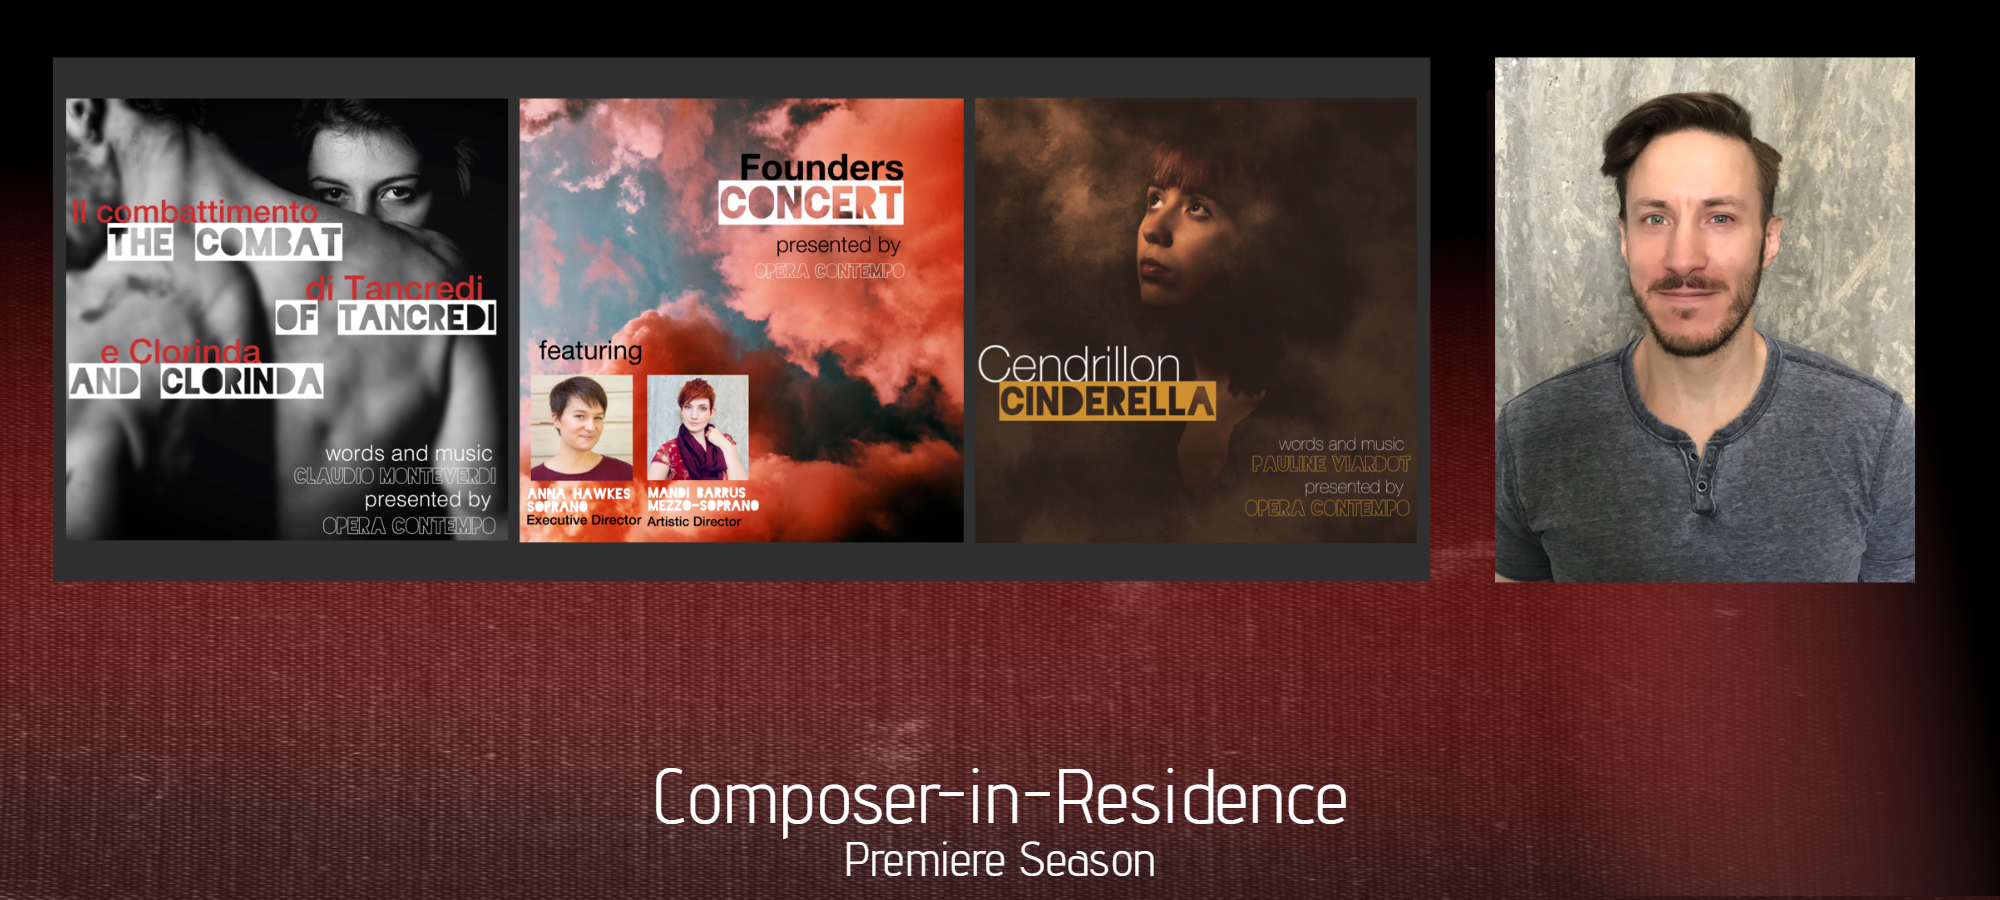 Il combattimento
THE COMBAT
di Tancredi
OF TANCREDI
e Clorinda
AND CLORINDA
words and music
CLAUDIO MONTEVERDI
presented by
OPERA CONTEMPO
Founders
CONCERT
presented by
OPERA CONTEMPO
featuring
ANNA HAWKES
SOPRANO
Executive Director
MANDI BARRUS
MEZZO-SOPRANO
Artistic Director
Cendrillon
CINDERELLA
words and music
PAULINE VIARDOT
presented by
OPERA CONTEMPO
Composer-in-Residence
Premiere Season